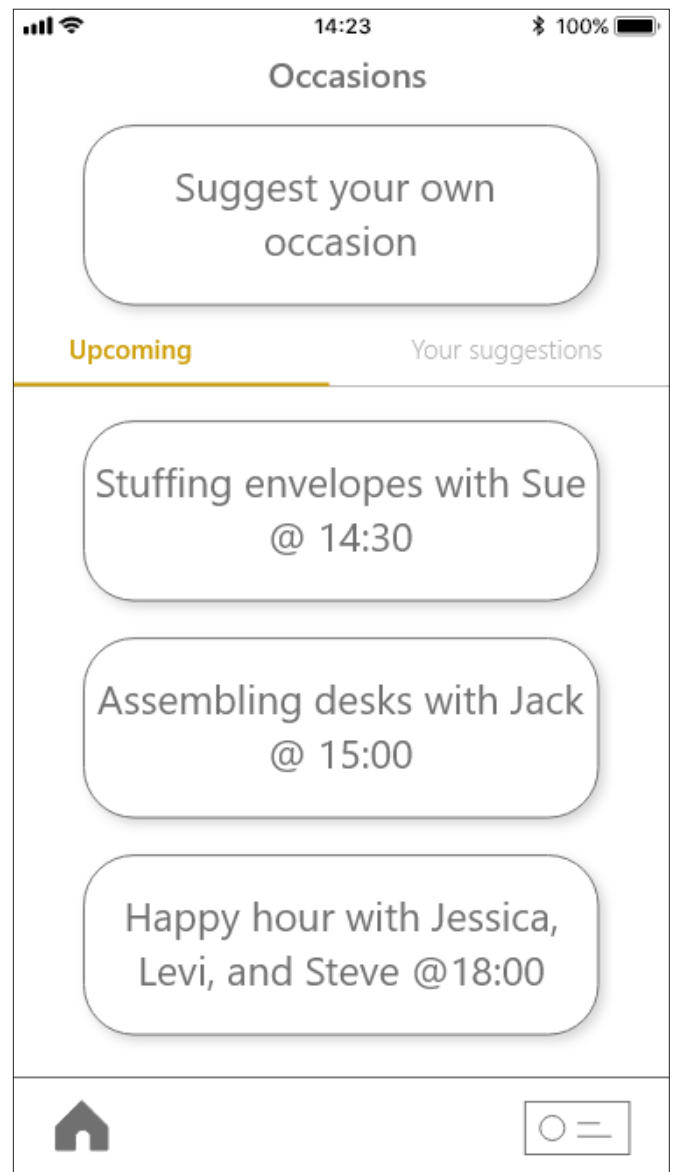 14:23
100%
Occasions
Suggest your own
occasion
Upcoming
Your suggestions
Stuffing envelopes with Sue
@ 14:30
Assembling desks with Jack
@ 15:00
Happy hour with Jessica,
Levi, and Steve @18:00